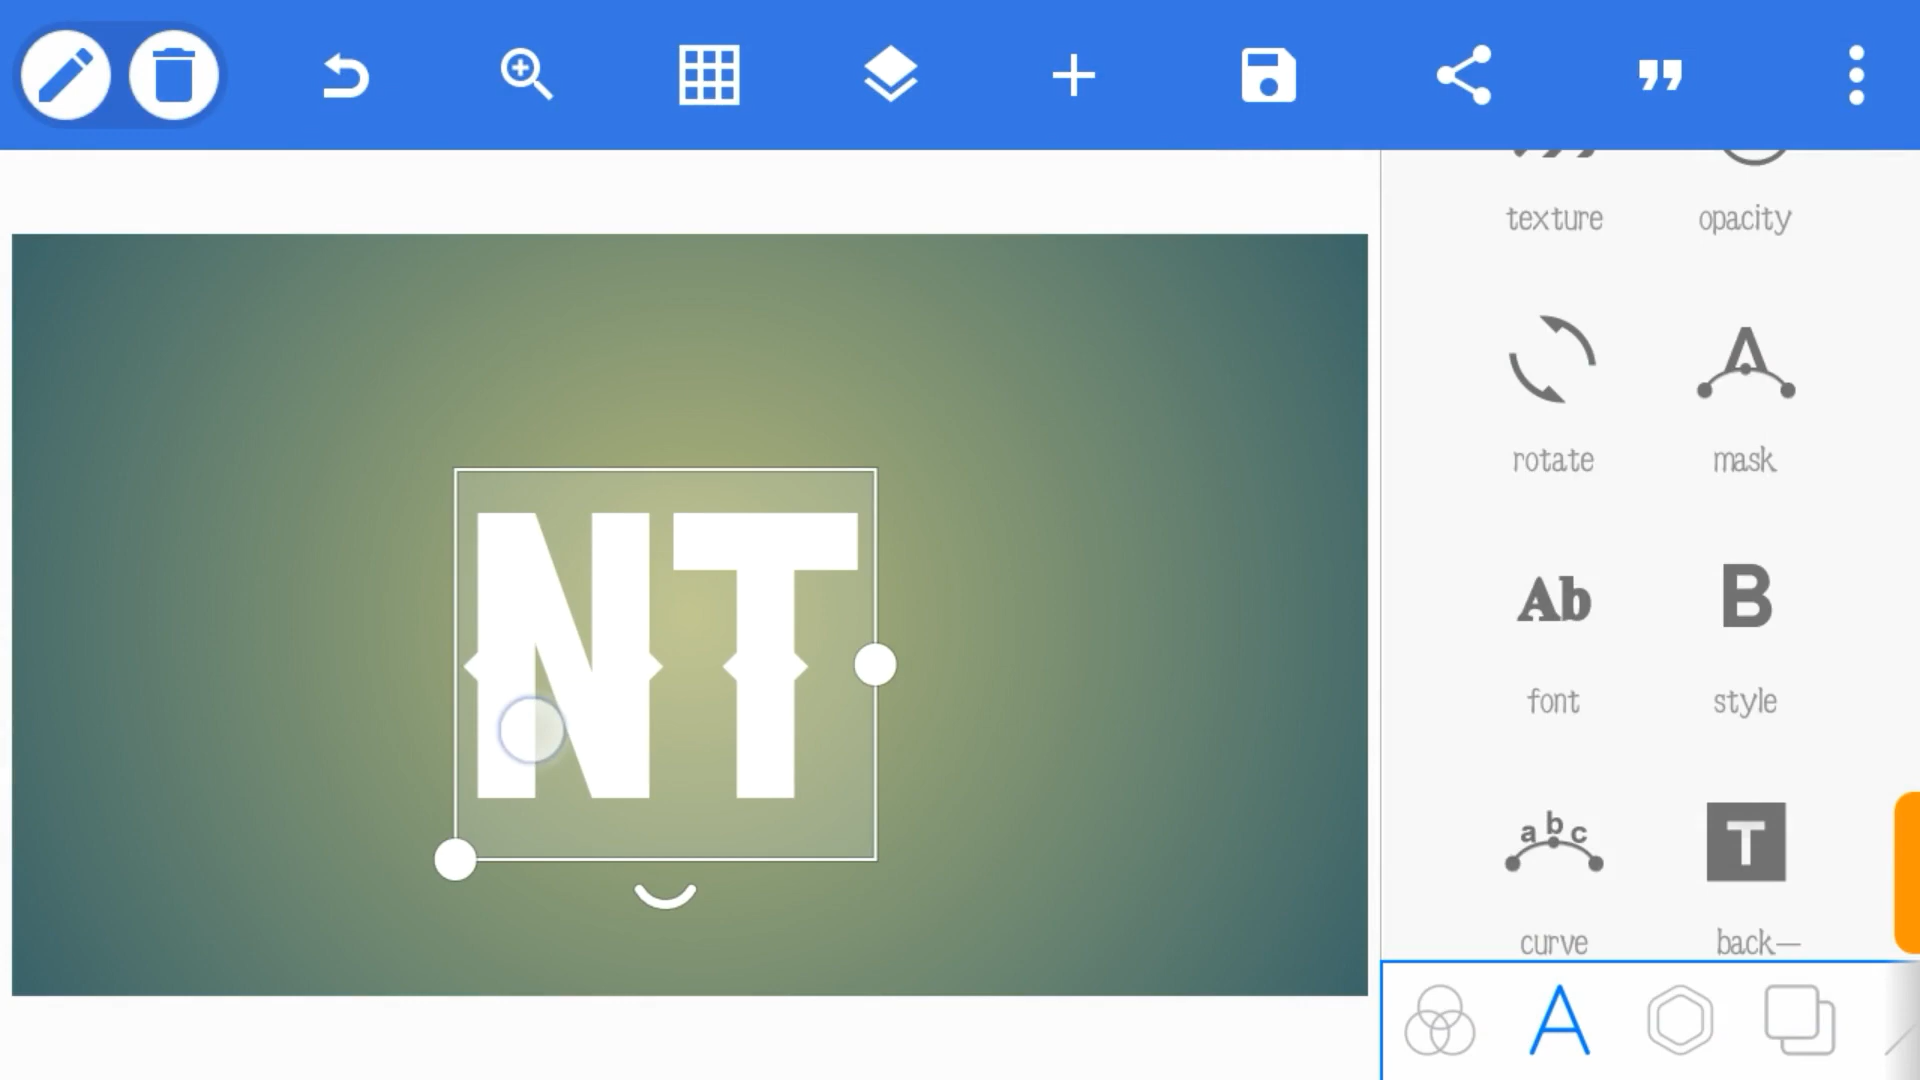 texture opacity
NT
rotate mask
Ab B
font style
abc T
curve back—
A